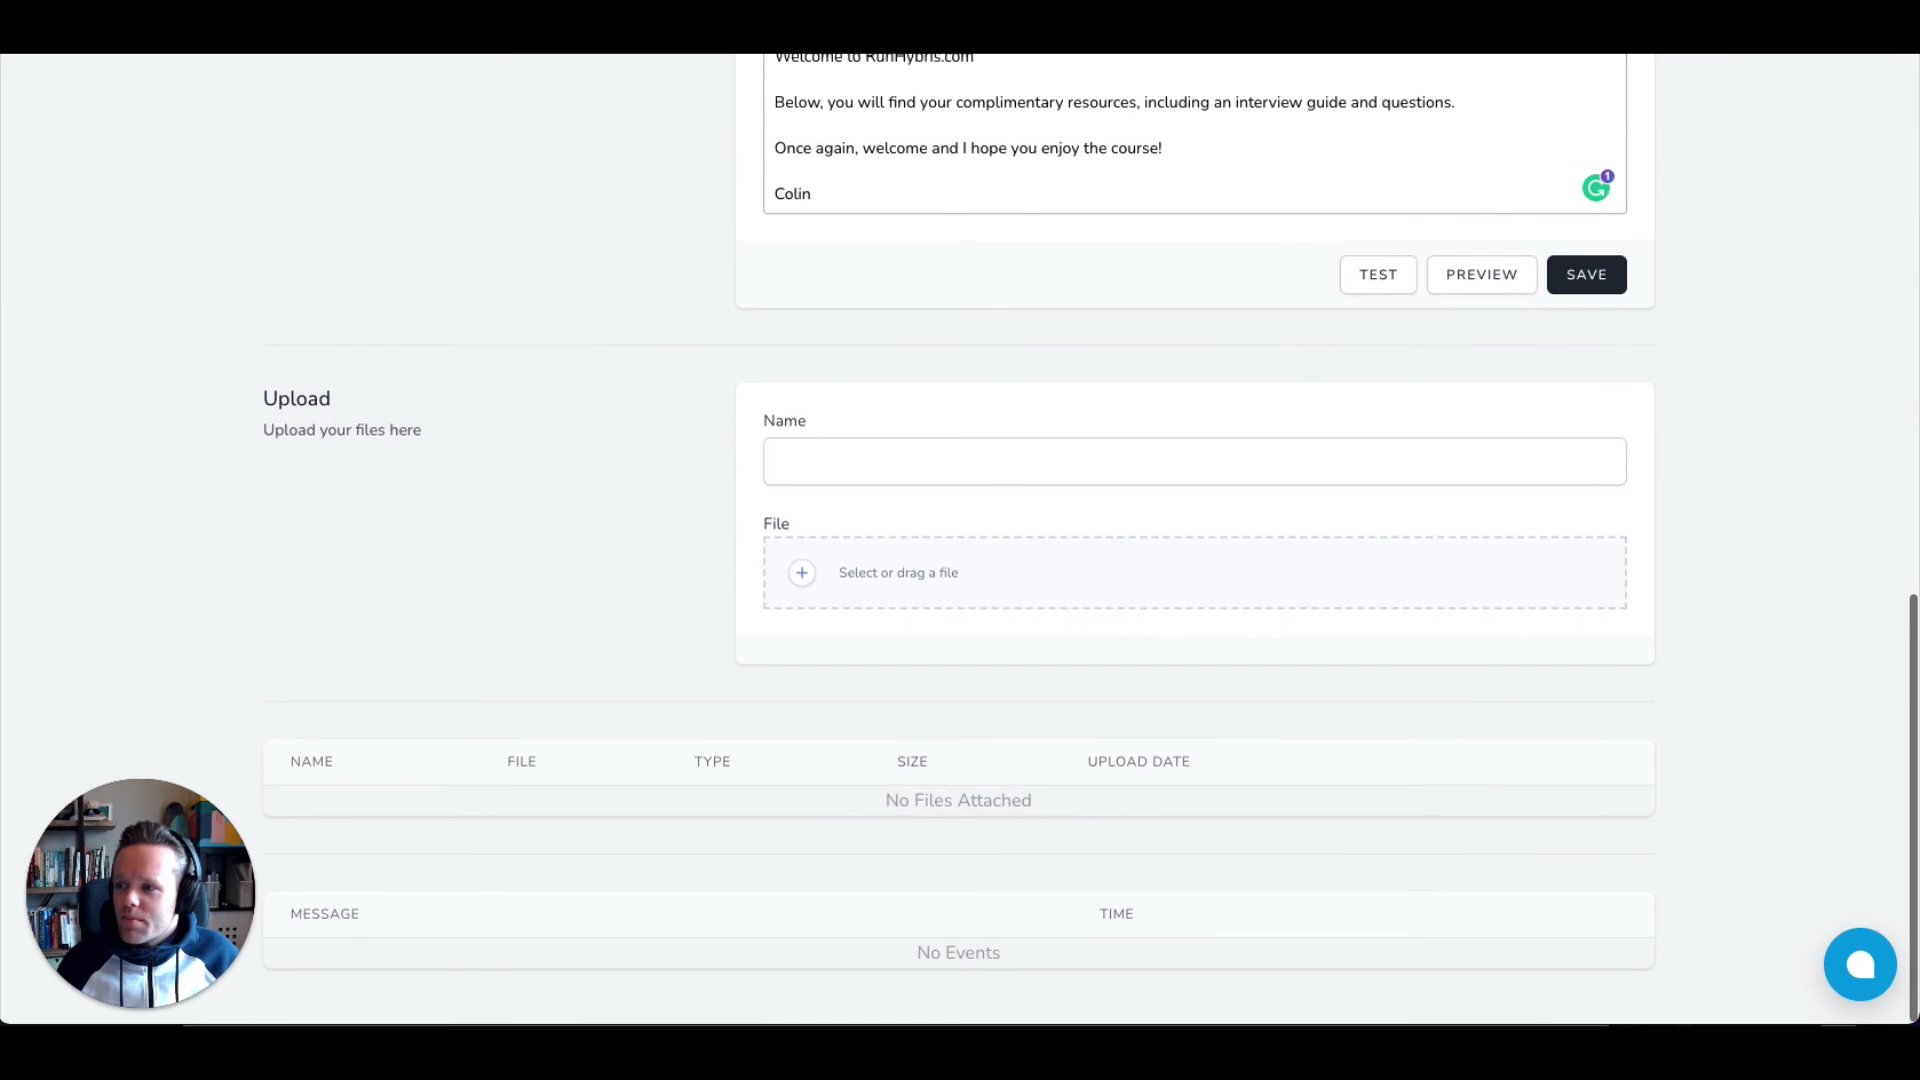 Welcome to RunHybris.com
Below, you will find your complimentary resources, including an interview guide and questions.
Once again, welcome and I hope you enjoy the course!
Colin
1
TEST PREVIEW SAVE
Upload
Upload your files here
Name
File
Select or drag a file
NAME FILE TYPE SIZE UPLOAD DATE
No Files Attached
MESSAGE TIME
No Events